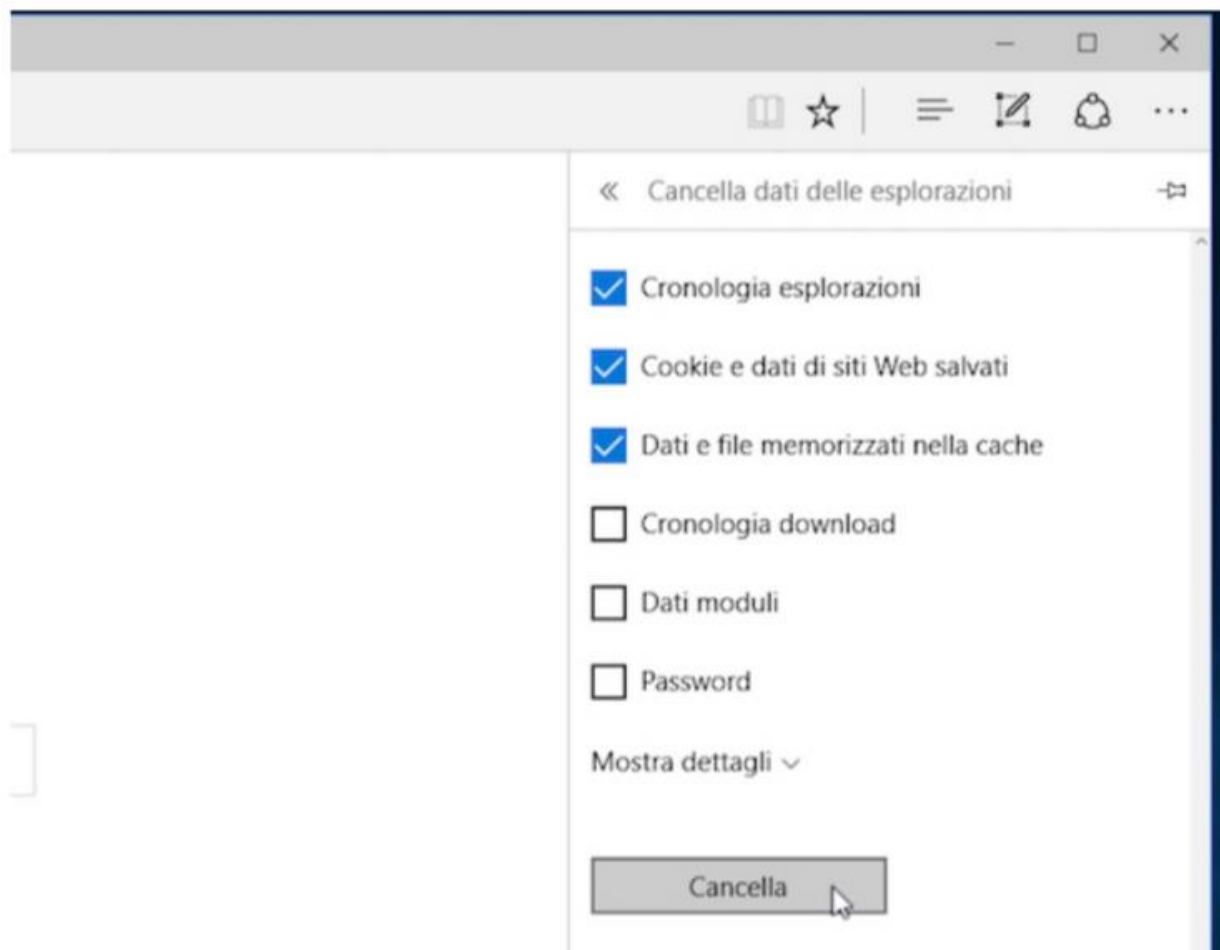 Cancella dati delle esplorazioni
Cronologia esplorazioni
Cookie e dati di siti Web salvati
Dati e file memorizzati nella cache
Cronologia download
Dati moduli
Password
Mostra dettagli
Cancella